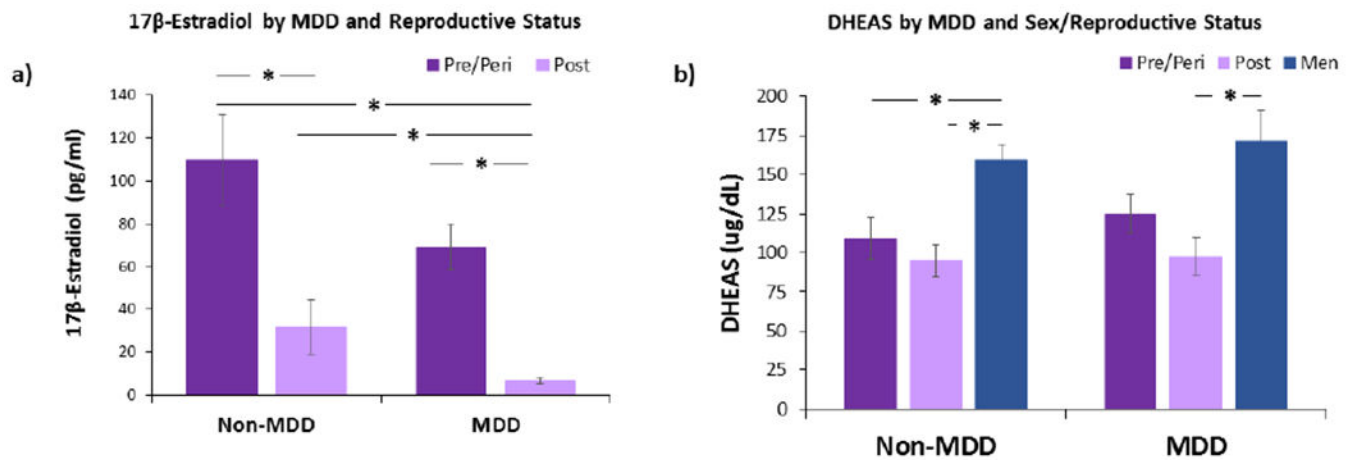 17β-Estradiol by MDD and Reproductive Status
a)
Pre/Peri Post
17β-Estradiol (pg/ml)
140
120
100
80
60
40
20
0
* 
*
*
*
Non-MDD MDD
DHEAS by MDD and Sex/Reproductive Status
b)
Pre/Peri Post Men
DHEAS (ug/dL)
200
175
150
125
100
75
50
25
0
*
*
*
Non-MDD MDD